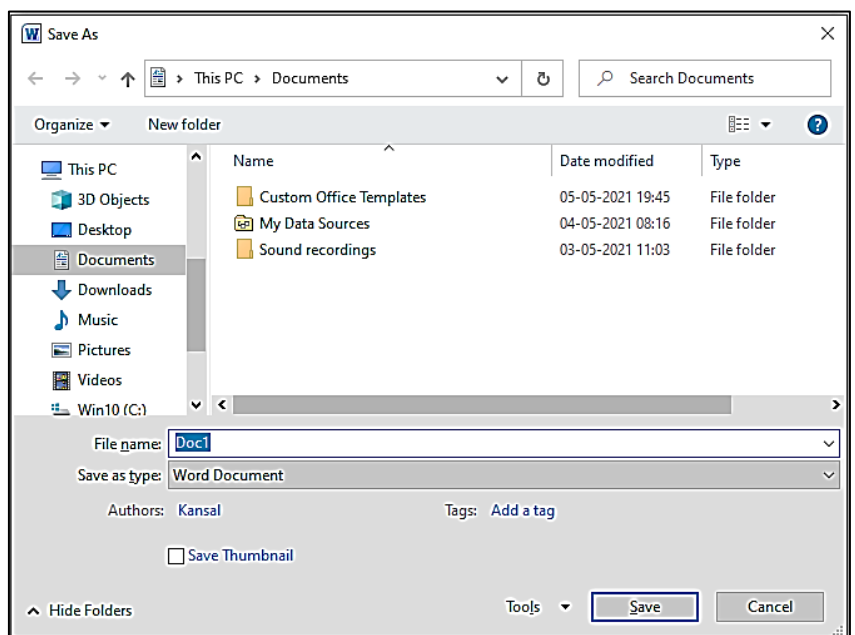 W Save As
This PC > Documents
Search Documents
Organize
New folder
?
This PC
3D Objects
Desktop
Documents
Downloads
Music
Pictures
Videos
Win10 (C:)
Name Date modified Type
Custom Office Templates 05-05-2021 19:45 File folder
My Data Sources 04-05-2021 08:16 File folder
Sound recordings 03-05-2021 11:03 File folder
File name: Doc1
Save as type: Word Document
Authors: Kansal Tags: Add a tag
Save Thumbnail
Hide Folders Tools Save Cancel